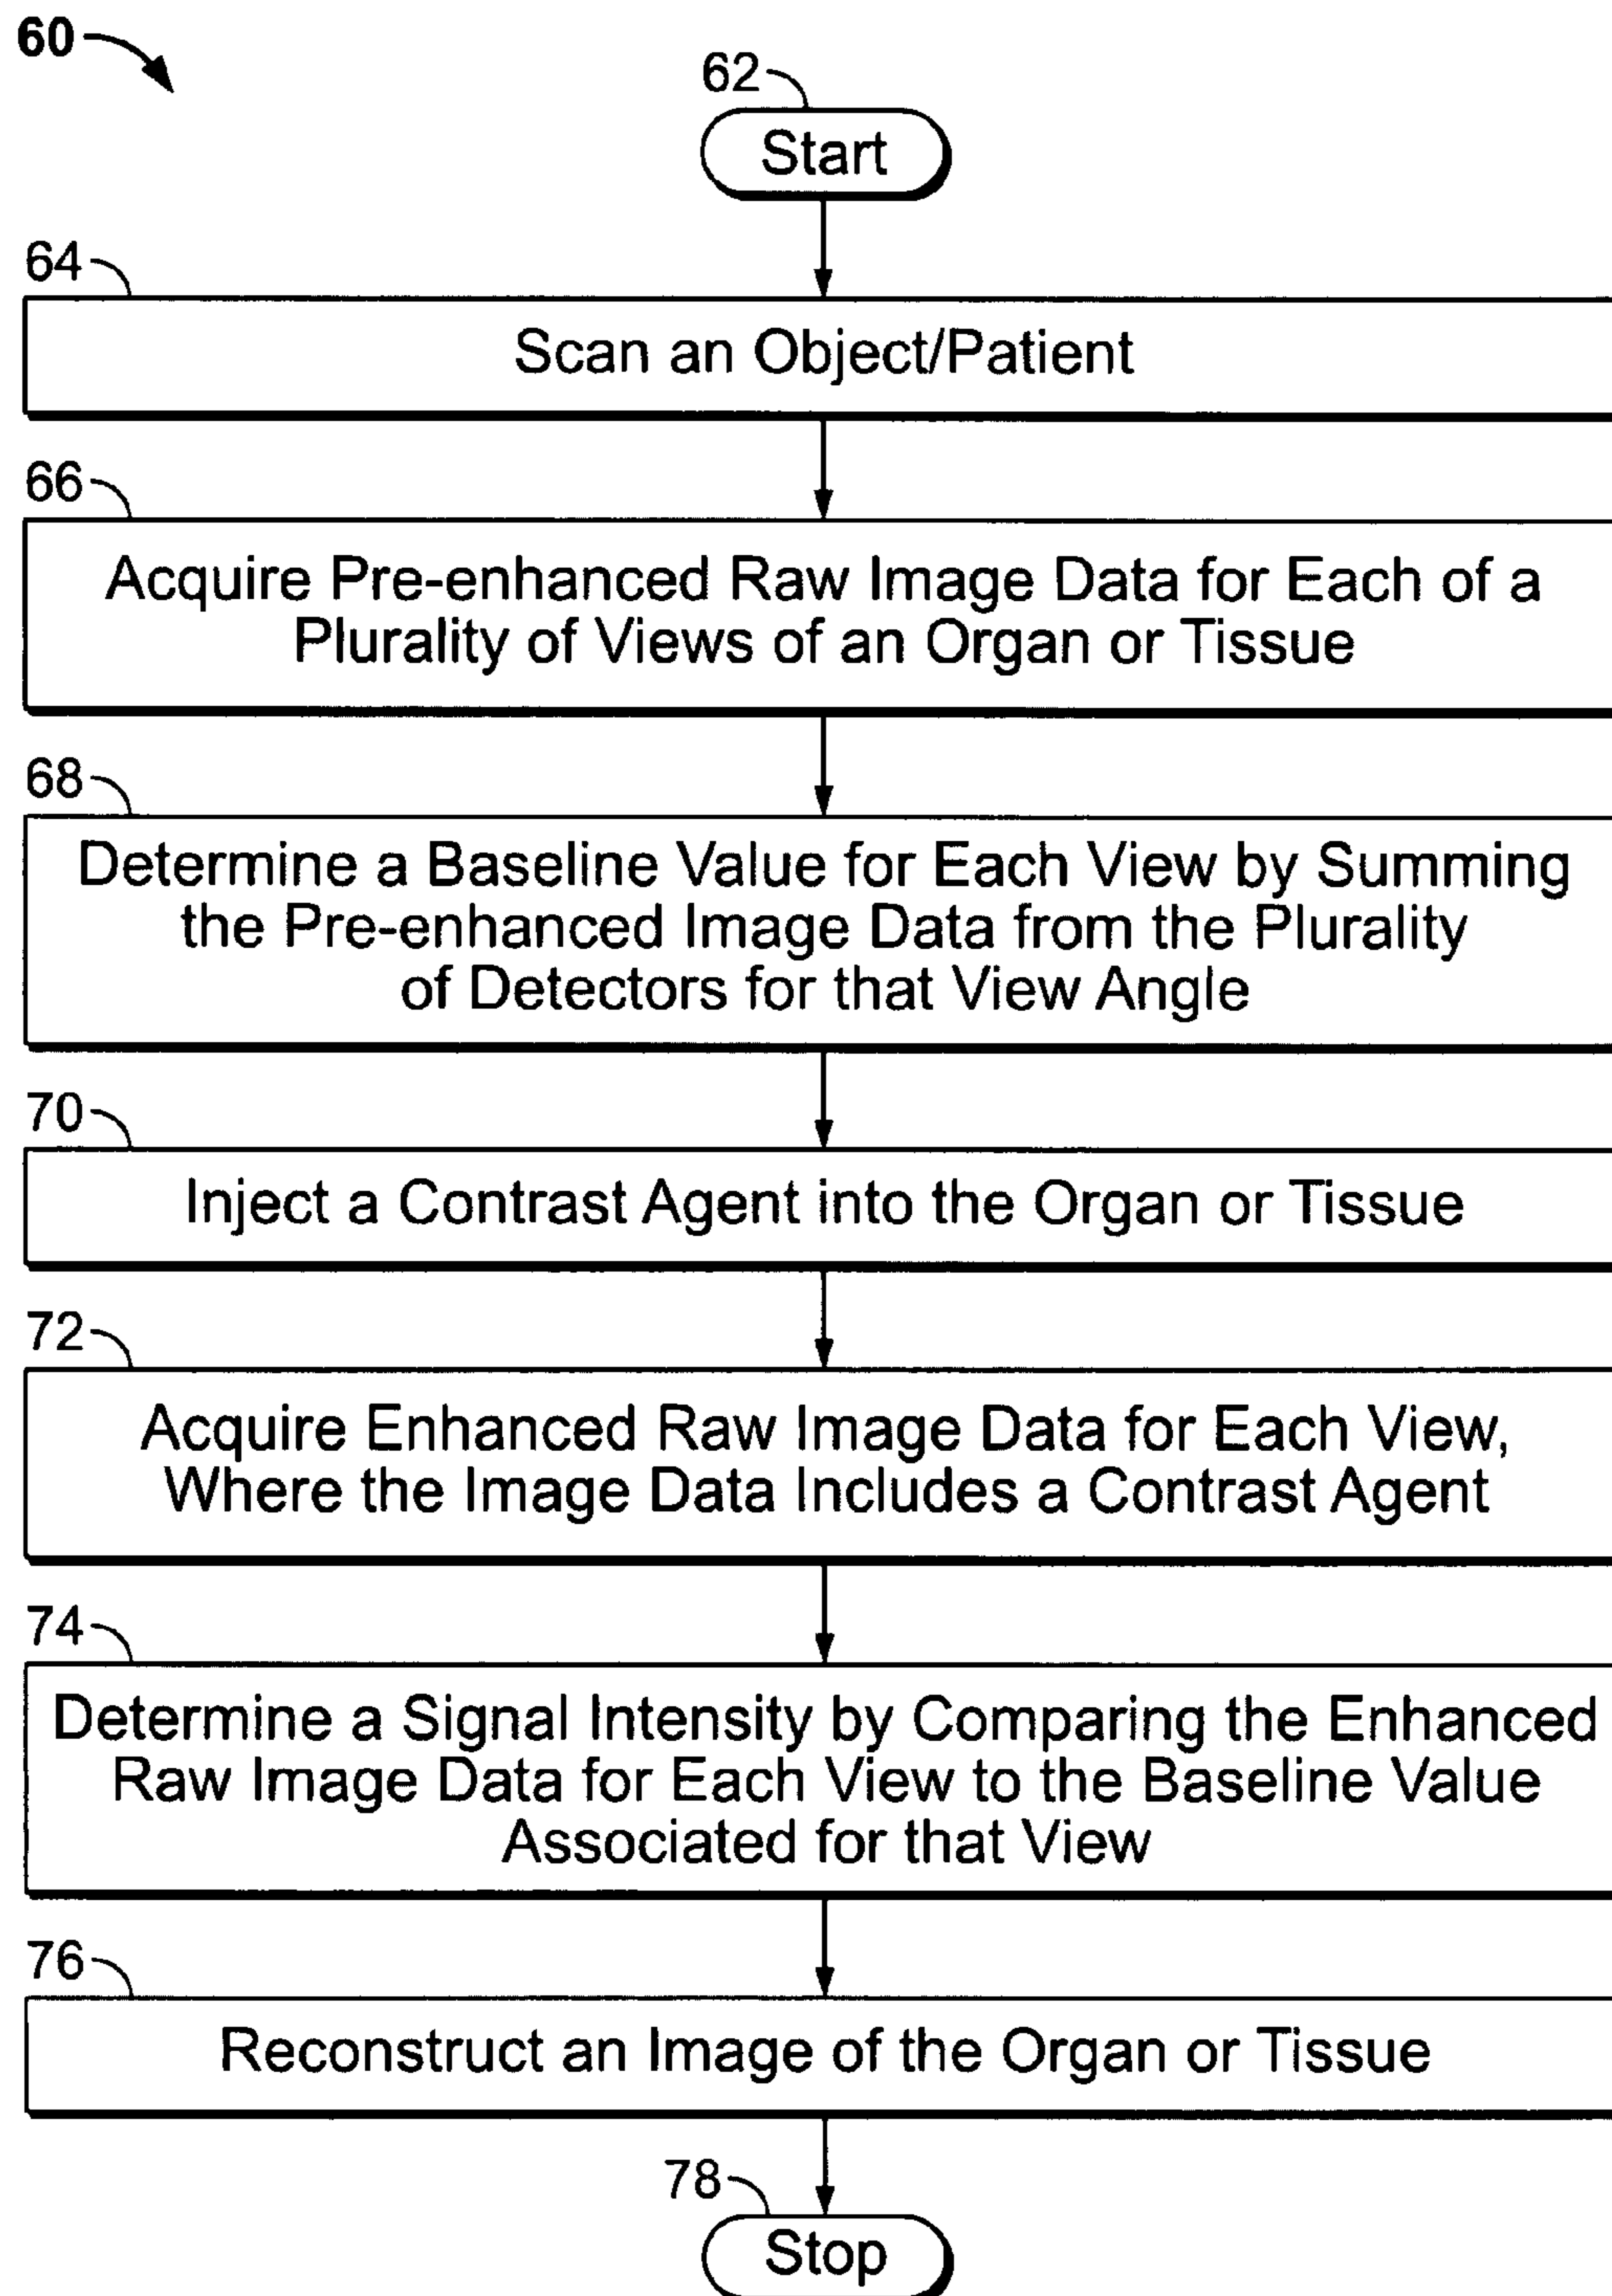 60
62
Start
64
Scan an Object/Patient
66
Acquire Pre-enhanced Raw Image Data for Each of a
Plurality of Views of an Organ or Tissue
68
Determine a Baseline Value for Each View by Summing
the Pre-enhanced Image Data from the Plurality
of Detectors for that View Angle
70
Inject a Contrast Agent into the Organ or Tissue
72
Acquire Enhanced Raw Image Data for Each View,
Where the Image Data Includes a Contrast Agent
74
Determine a Signal Intensity by Comparing the Enhanced
Raw Image Data for Each View to the Baseline Value
Associated for that View
76
Reconstruct an Image of the Organ or Tissue
78
Stop